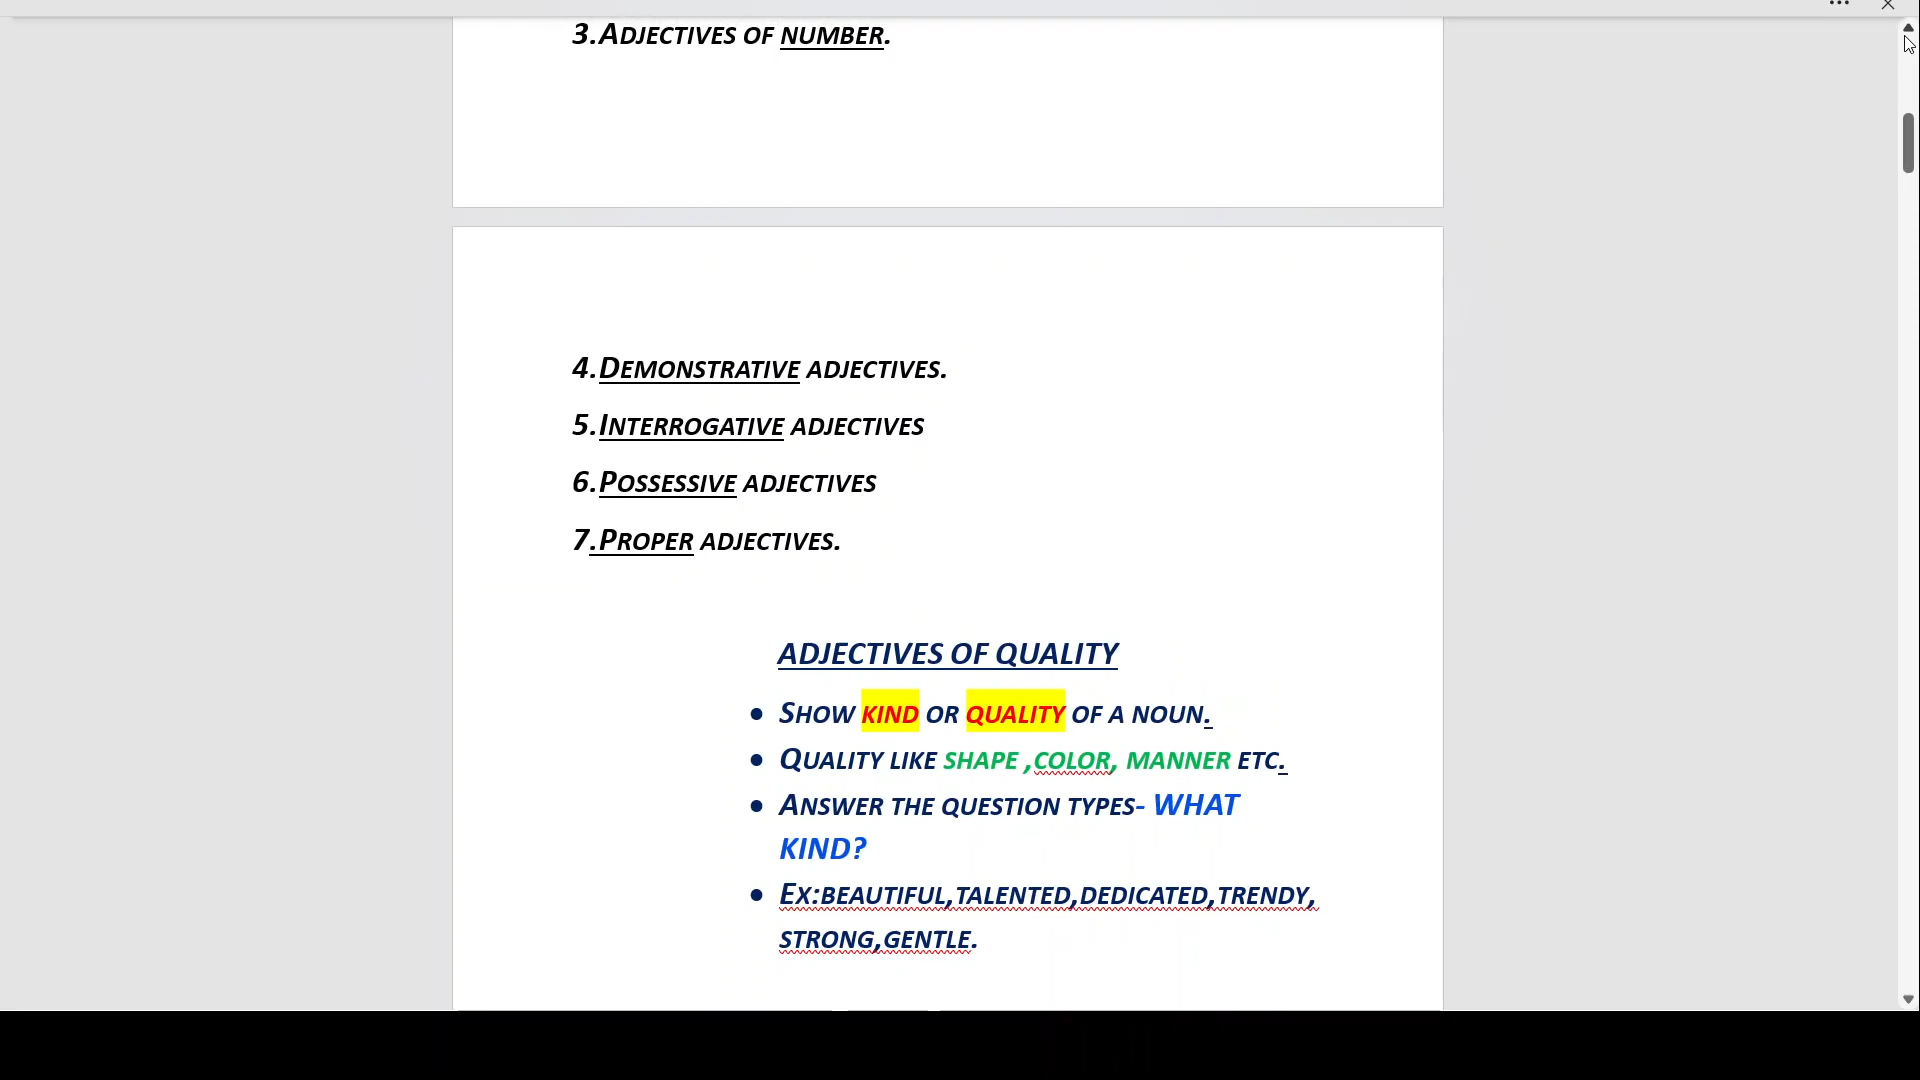 3.Adjectives of number.
4.Demonstrative adjectives.
5.Interrogative adjectives
6.Possessive adjectives
7.Proper adjectives.
ADJECTIVES OF QUALITY
• Show kind or quality of a noun.
• Quality like shape ,color, manner etc.
• Answer the question types- WHAT
KIND?
• Ex:beautiful,talented,dedicated,trendy,
strong,gentle.